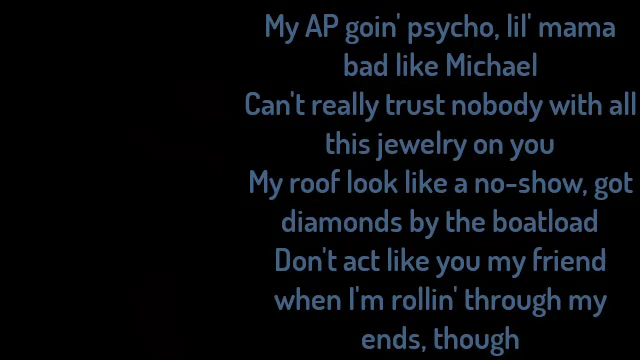 My AP goin' psycho, lil' mama
bad like Michael
Can't really trust nobody with all
this jewelry on you
My roof look like a no-show, got
diamonds by the boatload
Don't act like you my friend
when I'm rollin' through my
ends, though